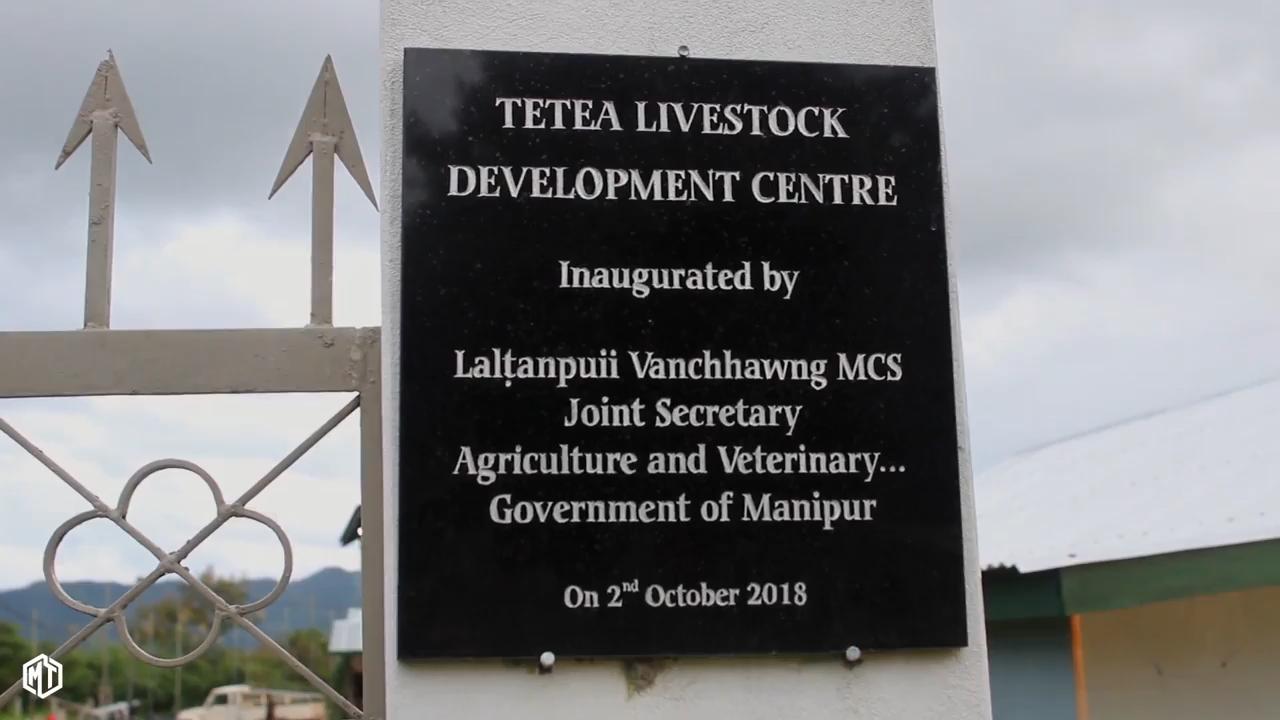 TETEA LIVESTOCK
DEVELOPMENT CENTRE
Inaugurated by
Lalṭanpuii Vanchhawng MCS
Joint Secretary
Agriculture and Veterinary...
Government of Manipur
On 2nd October 2018
MT